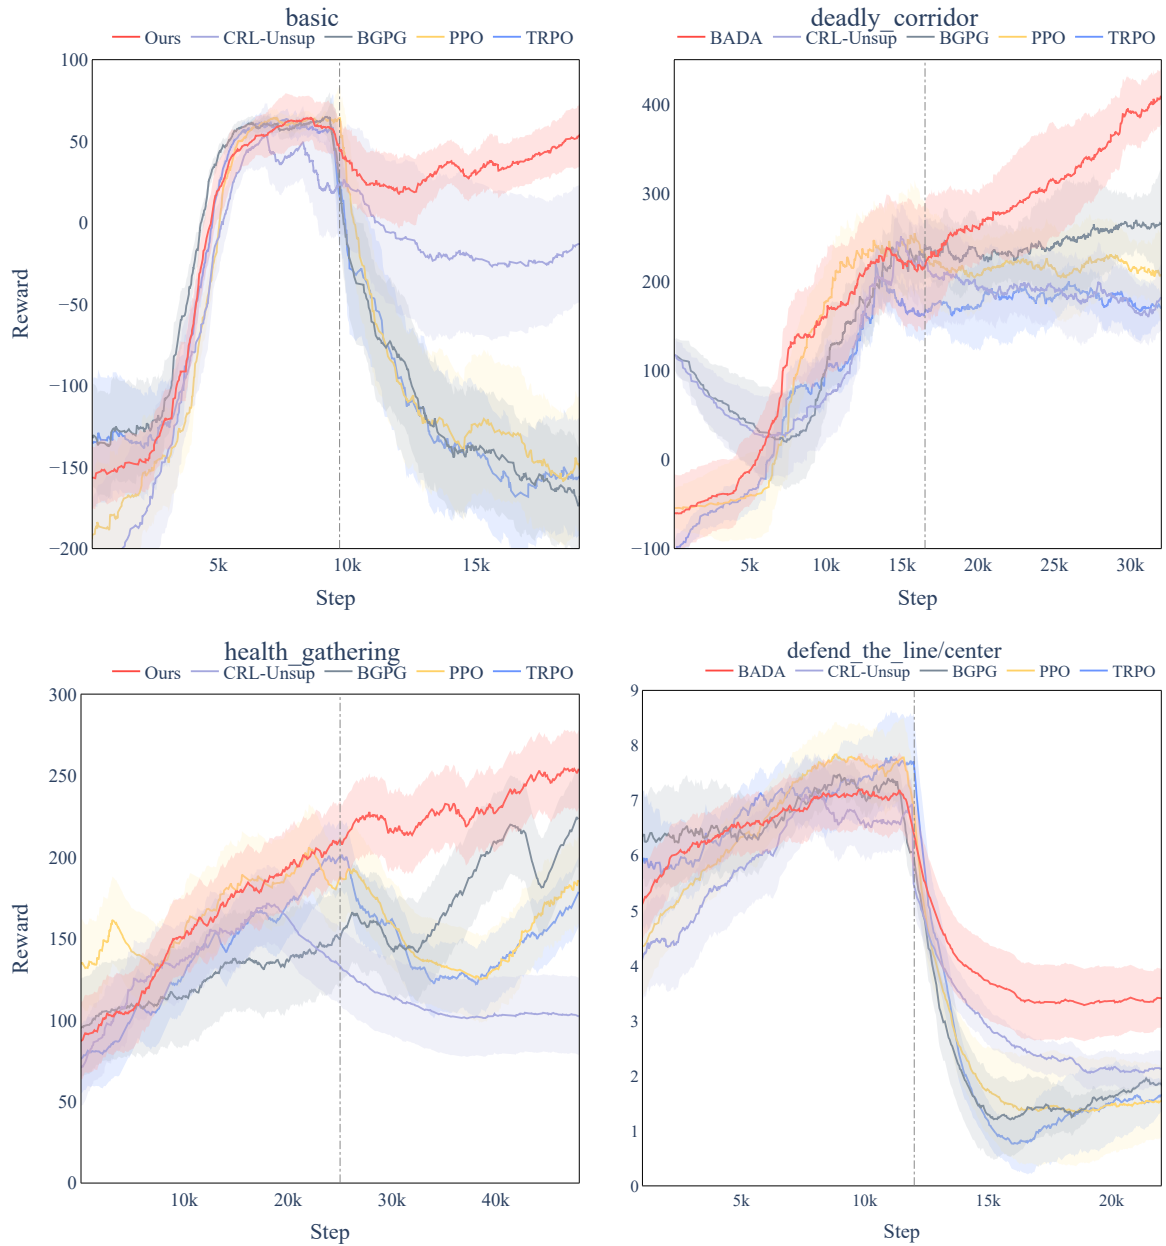 basic
Ours CRL-Unsup BGPG PPO TRPO
100
50
0
−50
−100
−150
−200
Reward
5k 10k 15k
Step
deadly_corridor
BADA CRL-Unsup BGPG PPO TRPO
400
300
200
100
0
−100
5k 10k 15k 20k 25k 30k
Step
health_gathering
Ours CRL-Unsup BGPG PPO TRPO
300
250
200
150
100
50
0
Reward
10k 20k 30k 40k
Step
defend_the_line/center
BADA CRL-Unsup BGPG PPO TRPO
9
8
7
6
5
4
3
2
1
0
5k 10k 15k 20k
Step